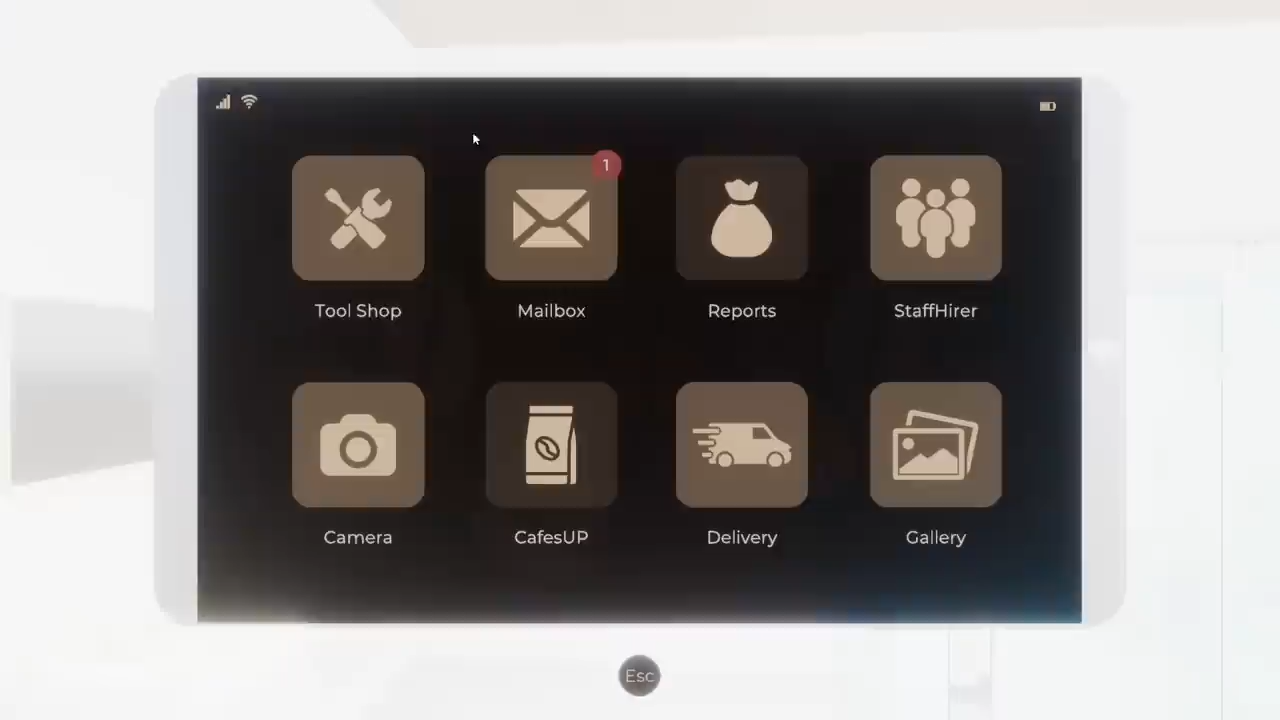 1
Tool Shop
Mailbox
Reports
StaffHirer
Camera
CafesUP
Delivery
Gallery
Esc